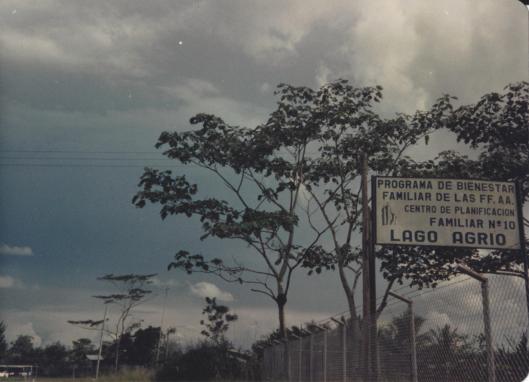 PROGRAMA DE BIENESTAR
FAMILIAR DE LAS FF. AA.
CENTRO DE PLANIFICACION
FAMILIAR Nº 10
LAGO AGRIO